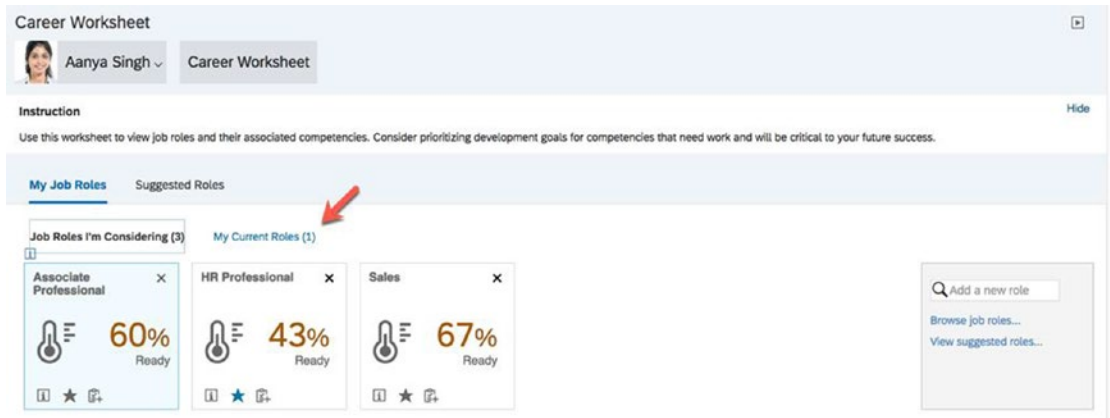 Career Worksheet
Aanya Singh
Career Worksheet
Instruction
Hide
Use this worksheet to view job roles and their associated competencies. Consider prioritizing development goals for competencies that need work and will be critical to your future success.
My Job Roles
Suggested Roles
Job Roles I'm Considering (3)
My Current Roles (1)
Associate
Professional
60%
Ready
HR Professional
43%
Ready
Sales
67%
Ready
Add a new role
Browse job roles...
View suggested roles...